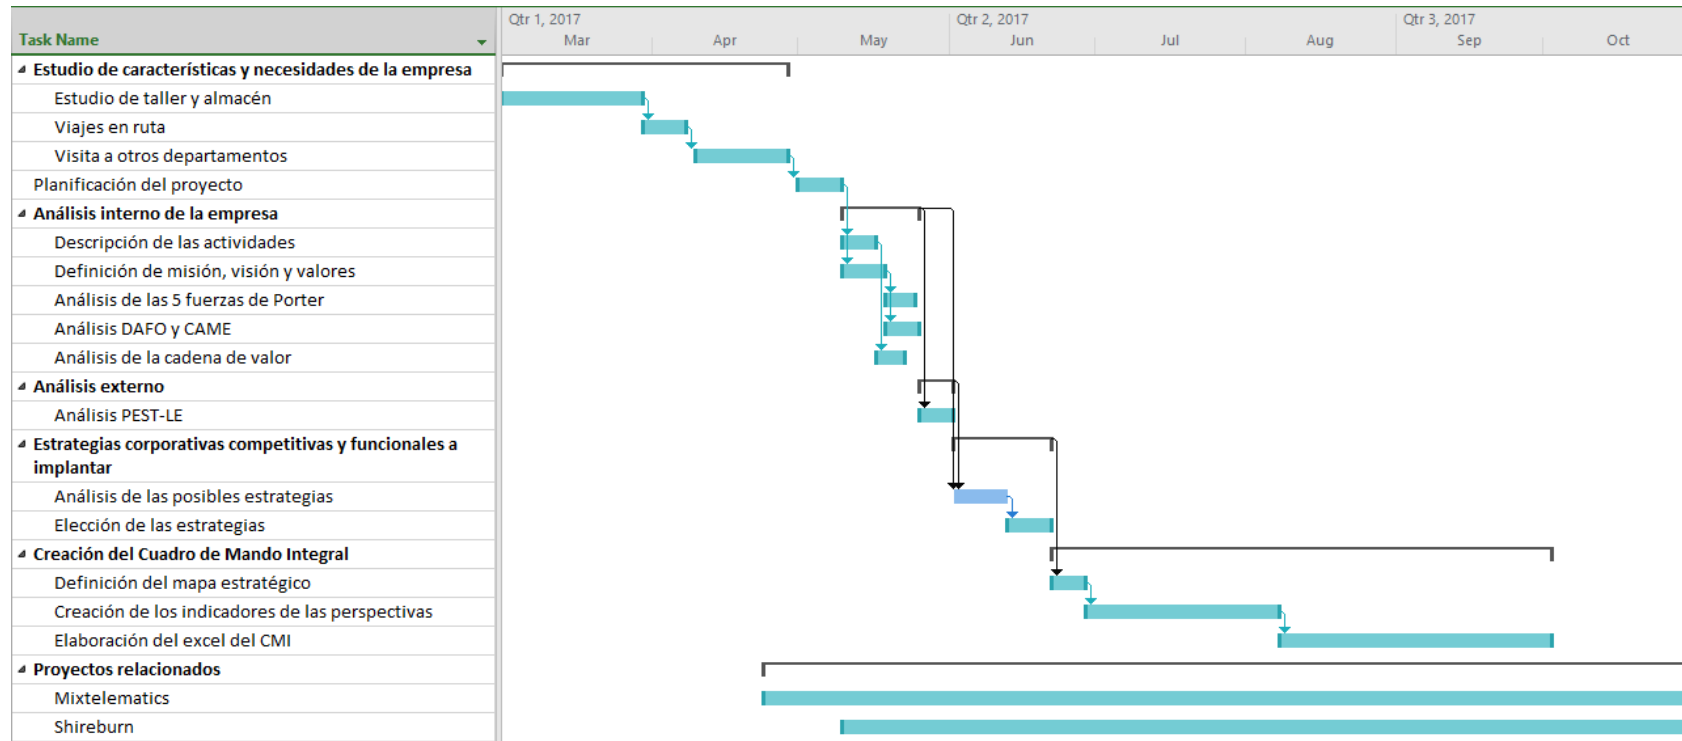 Qtr 1, 2017 Qtr 2, 2017 Qtr 3, 2017
Task Name Mar Apr May Jun Jul Aug Sep Oct
Estudio de características y necesidades de la empresa
Estudio de taller y almacén
Viajes en ruta
Visita a otros departamentos
Planificación del proyecto
Análisis interno de la empresa
Descripción de las actividades
Definición de misión, visión y valores
Análisis de las 5 fuerzas de Porter
Análisis DAFO y CAME
Análisis de la cadena de valor
Análisis externo
Análisis PEST-LE
Estrategias corporativas competitivas y funcionales a
implantar
Análisis de las posibles estrategias
Elección de las estrategias
Creación del Cuadro de Mando Integral
Definición del mapa estratégico
Creación de los indicadores de las perspectivas
Elaboración del excel del CMI
Proyectos relacionados
Mixtelematics
Shireburn